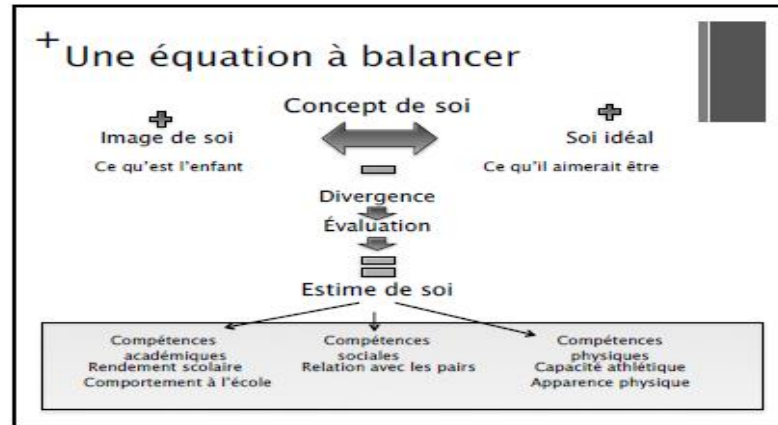 +
Une équation à balancer
Concept de soi
Image de soi
Soi idéal
Ce qu'est l'enfant
Ce qu'il aimerait être
Divergence
Évaluation
Estime de soi
Compétences
académiques
Rendement scolaire
Comportement à l'école
Compétences
sociales
Relation avec les pairs
Compétences
physiques
Capacité athlétique
Apparence physique